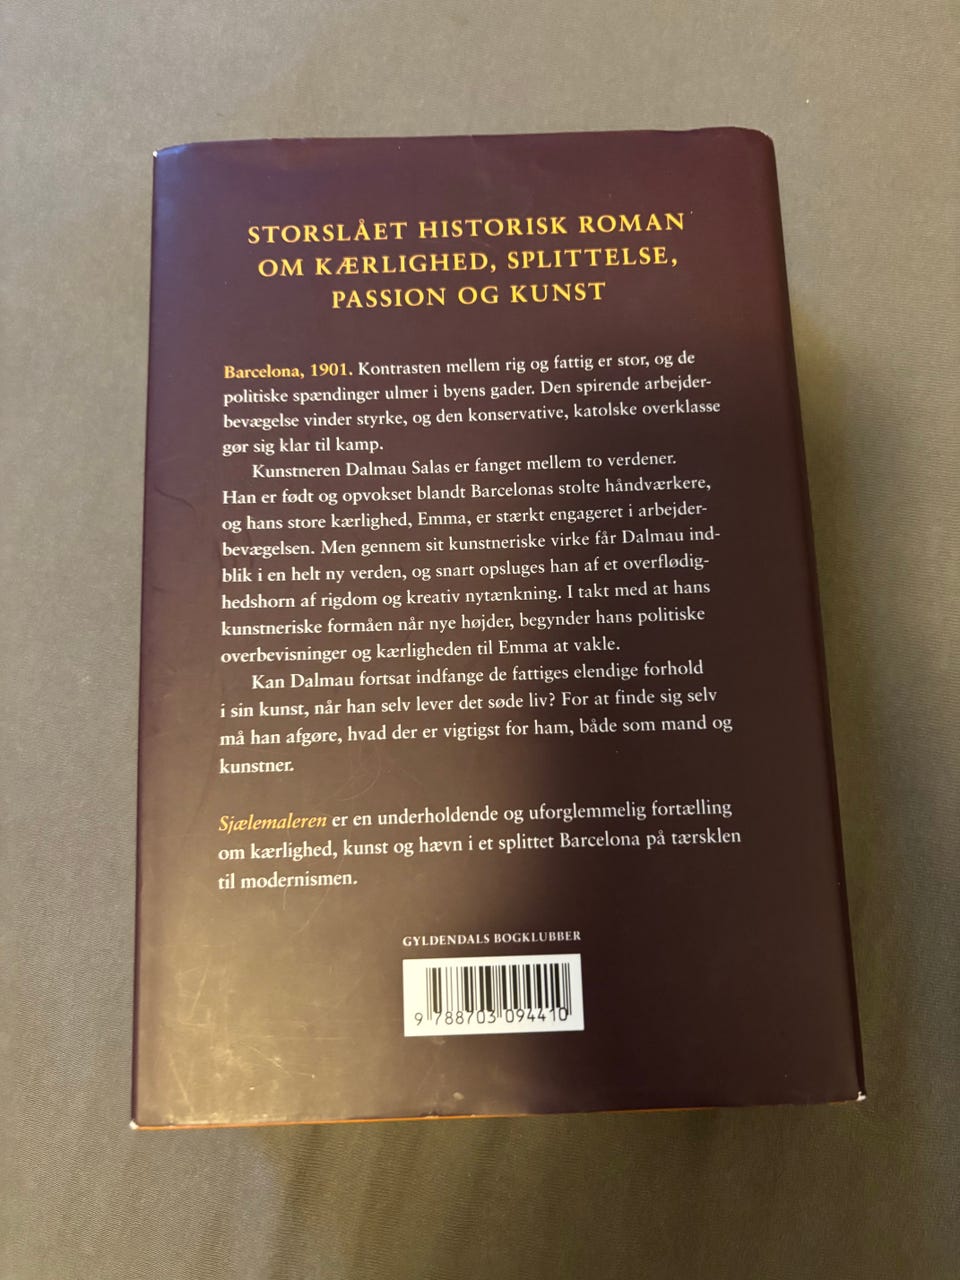 STORSLÅET HISTORISK ROMAN
OM KÆRLIGHED, SPLITTELSE,
PASSION OG KUNST
Barcelona, 1901. Kontrasten mellem rig og fattig er stor, og de
politiske spændinger ulmer i byens gader. Den spirende arbejder-
bevægelse vinder styrke, og den konservative, katolske overklasse
gør sig klar til kamp.
Kunstneren Dalmau Salas er fanget mellem to verdener.
Han er født og opvokset blandt Barcelonas stolte håndværkere,
og hans store kærlighed, Emma, er stærkt engageret i arbejder-
bevægelsen. Men gennem sit kunstneriske virke får Dalmau ind-
blik i en helt ny verden, og snart opsluges han af et overflødig-
hedshorn af rigdom og kreativ nytænkning. I takt med at hans
kunstneriske formåen når nye højder, begynder hans politiske
overbevisninger og kærligheden til Emma at vakle.
Kan Dalmau fortsat indfange de fattiges elendige forhold
i sin kunst, når han selv lever det søde liv? For at finde sig selv
må han afgøre, hvad der er vigtigst for ham, både som mand og
kunstner.
Sjælemaleren er en underholdende og uforglemmelig fortælling
om kærlighed, kunst og hævn i et splittet Barcelona på tærsklen
til modernismen.
GYLDENDALS BOGKLUBBER
9 788703 094410